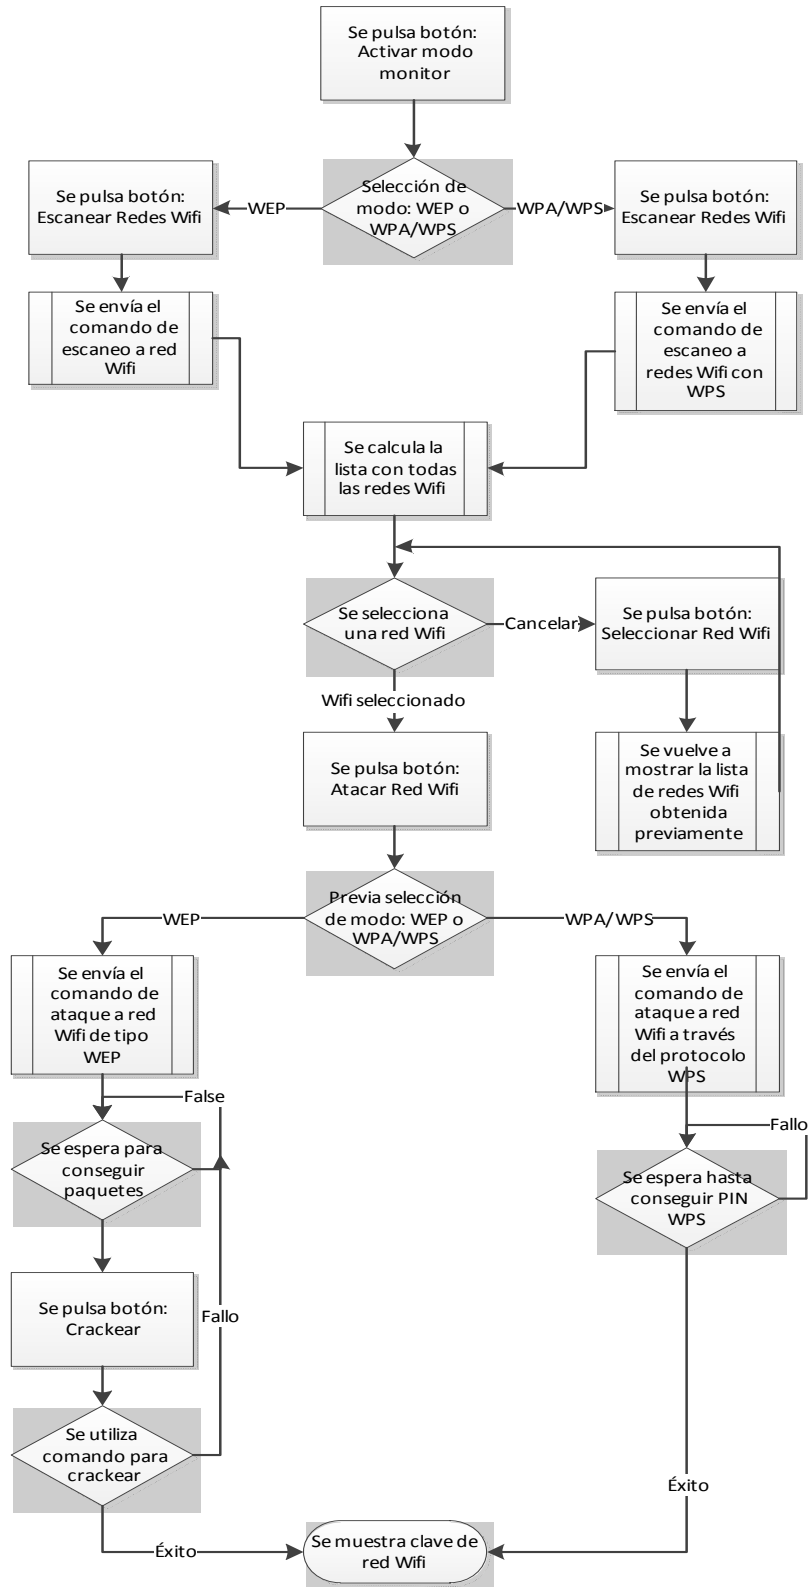 Se pulsa botón:
Activar modo
monitor
Se pulsa botón:
Escanear Redes Wifi
WEP
Selección de
modo: WEP o
WPA/WPS
WPA/WPS
Se pulsa botón:
Escanear Redes Wifi
Se envía el
comando de
escaneo a red
Wifi
Se envía el
comando de
escaneo a
redes Wifi con
WPS
Se calcula la
lista con todas
las redes Wifi
Se selecciona
una red Wifi
Cancelar
Se pulsa botón:
Seleccionar Red Wifi
Wifi seleccionado
Se pulsa botón:
Atacar Red Wifi
Se vuelve a
mostrar la lista
de redes Wifi
obtenida
previamente
WEP
Previa selección
de modo: WEP o
WPA/WPS
WPA/WPS
Se envía el
comando de
ataque a red
Wifi de tipo
WEP
Se envía el
comando de
ataque a red
Wifi a través
del protocolo
WPS
False
Fallo
Se espera para
conseguir
paquetes
Se espera hasta
conseguir PIN
WPS
Se pulsa botón:
Crackear
Fallo
Se utiliza
comando para
crackear
Éxito
Éxito
Se muestra clave de
red Wifi